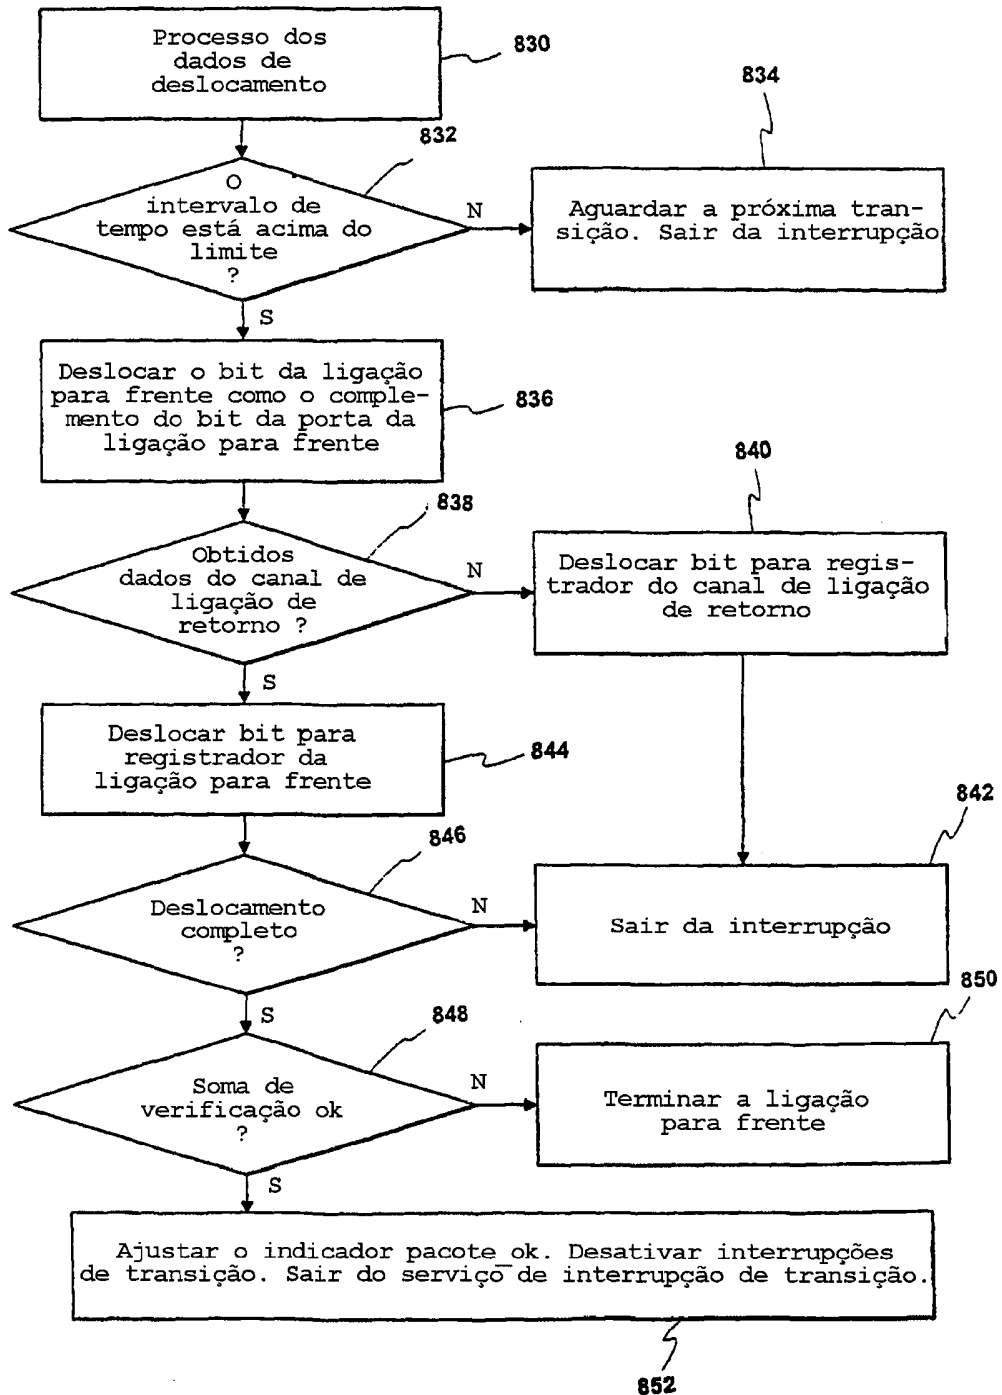 Processo dos
dados de
deslocamento
830
834
832
O
intervalo de
tempo está acima do
limite
?
N
Aguardar a próxima tran-
sição. Sair da interrupção
S
Deslocar o bit da ligação
para frente como o comple-
mento do bit da porta da
ligação para frente
836
840
838
Obtidos
dados do canal de
ligação de
retorno ?
N
Deslocar bit para regis-
trador do canal de ligação
de retorno
S
Deslocar bit para
registrador da
ligação para frente
844
842
846
Deslocamento
completo
?
N
Sair da interrupção
850
S
848
Soma de
verificação ok
?
N
Terminar a ligação
para frente
S
Ajustar o indicador pacote_ok. Desativar interrupções
de transição. Sair do serviço de interrupção de transição.
852